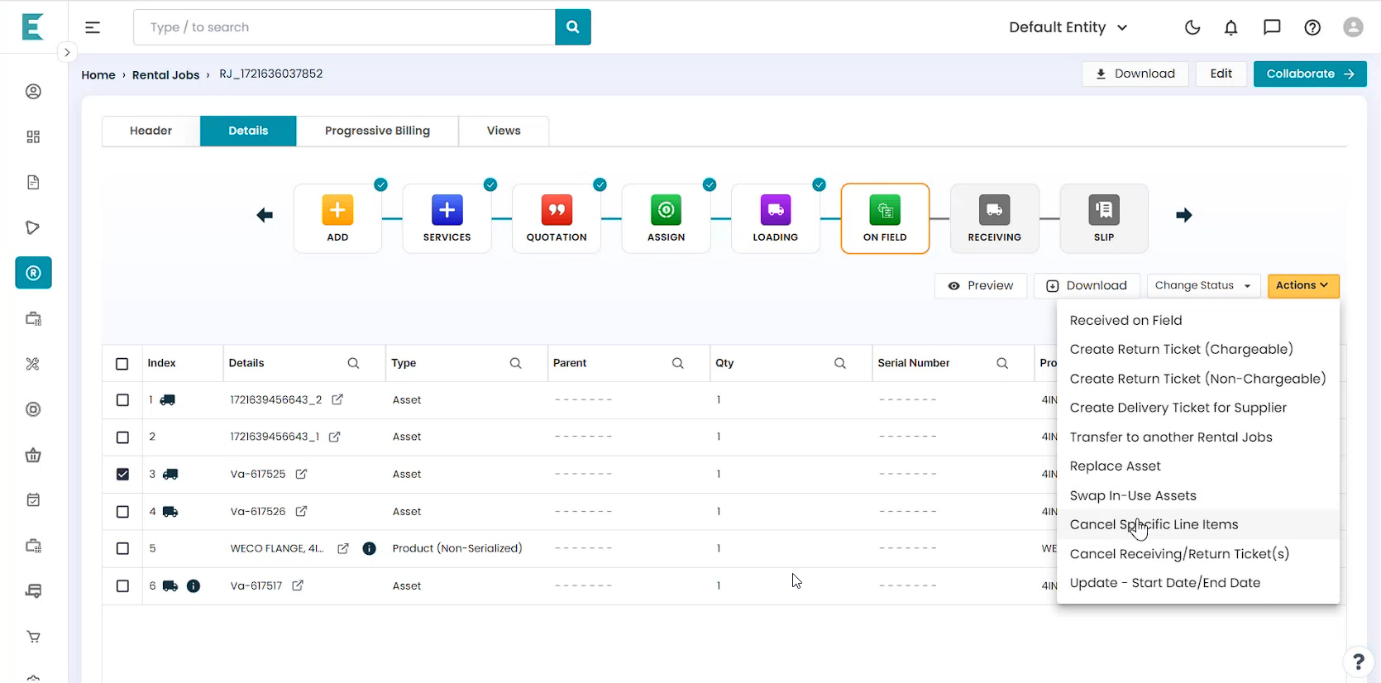 Type / to search
Default Entity
Home › Rental Jobs › RJ_1721636037852
Download
Edit
Collaborate
Header
Details
Progressive Billing
Views
ADD
SERVICES
QUOTATION
ASSIGN
LOADING
ON FIELD
RECEIVING
SLIP
Preview
Download
Change Status
Actions
Received on Field
Create Return Ticket (Chargeable)
Create Return Ticket (Non-Chargeable)
Create Delivery Ticket for Supplier
Transfer to another Rental Jobs
Replace Asset
Swap In-Use Assets
Cancel Specific Line Items
Cancel Receiving/Return Ticket(s)
Update - Start Date/End Date
Index Details Type Parent Qty Serial Number Pro
1 1721639456643_2 Asset ------- 1 ------- 4IN
2 1721639456643_1 Asset ------- 1 ------- 4IN
3 Va-617525 Asset ------- 1 ------- 4IN
4 Va-617526 Asset ------- 1 ------- 4IN
5 WECO FLANGE, 4I... Product (Non-Serialized) ------- 1 ------- WE
6 Va-617517 Asset ------- 1 ------- 4IN